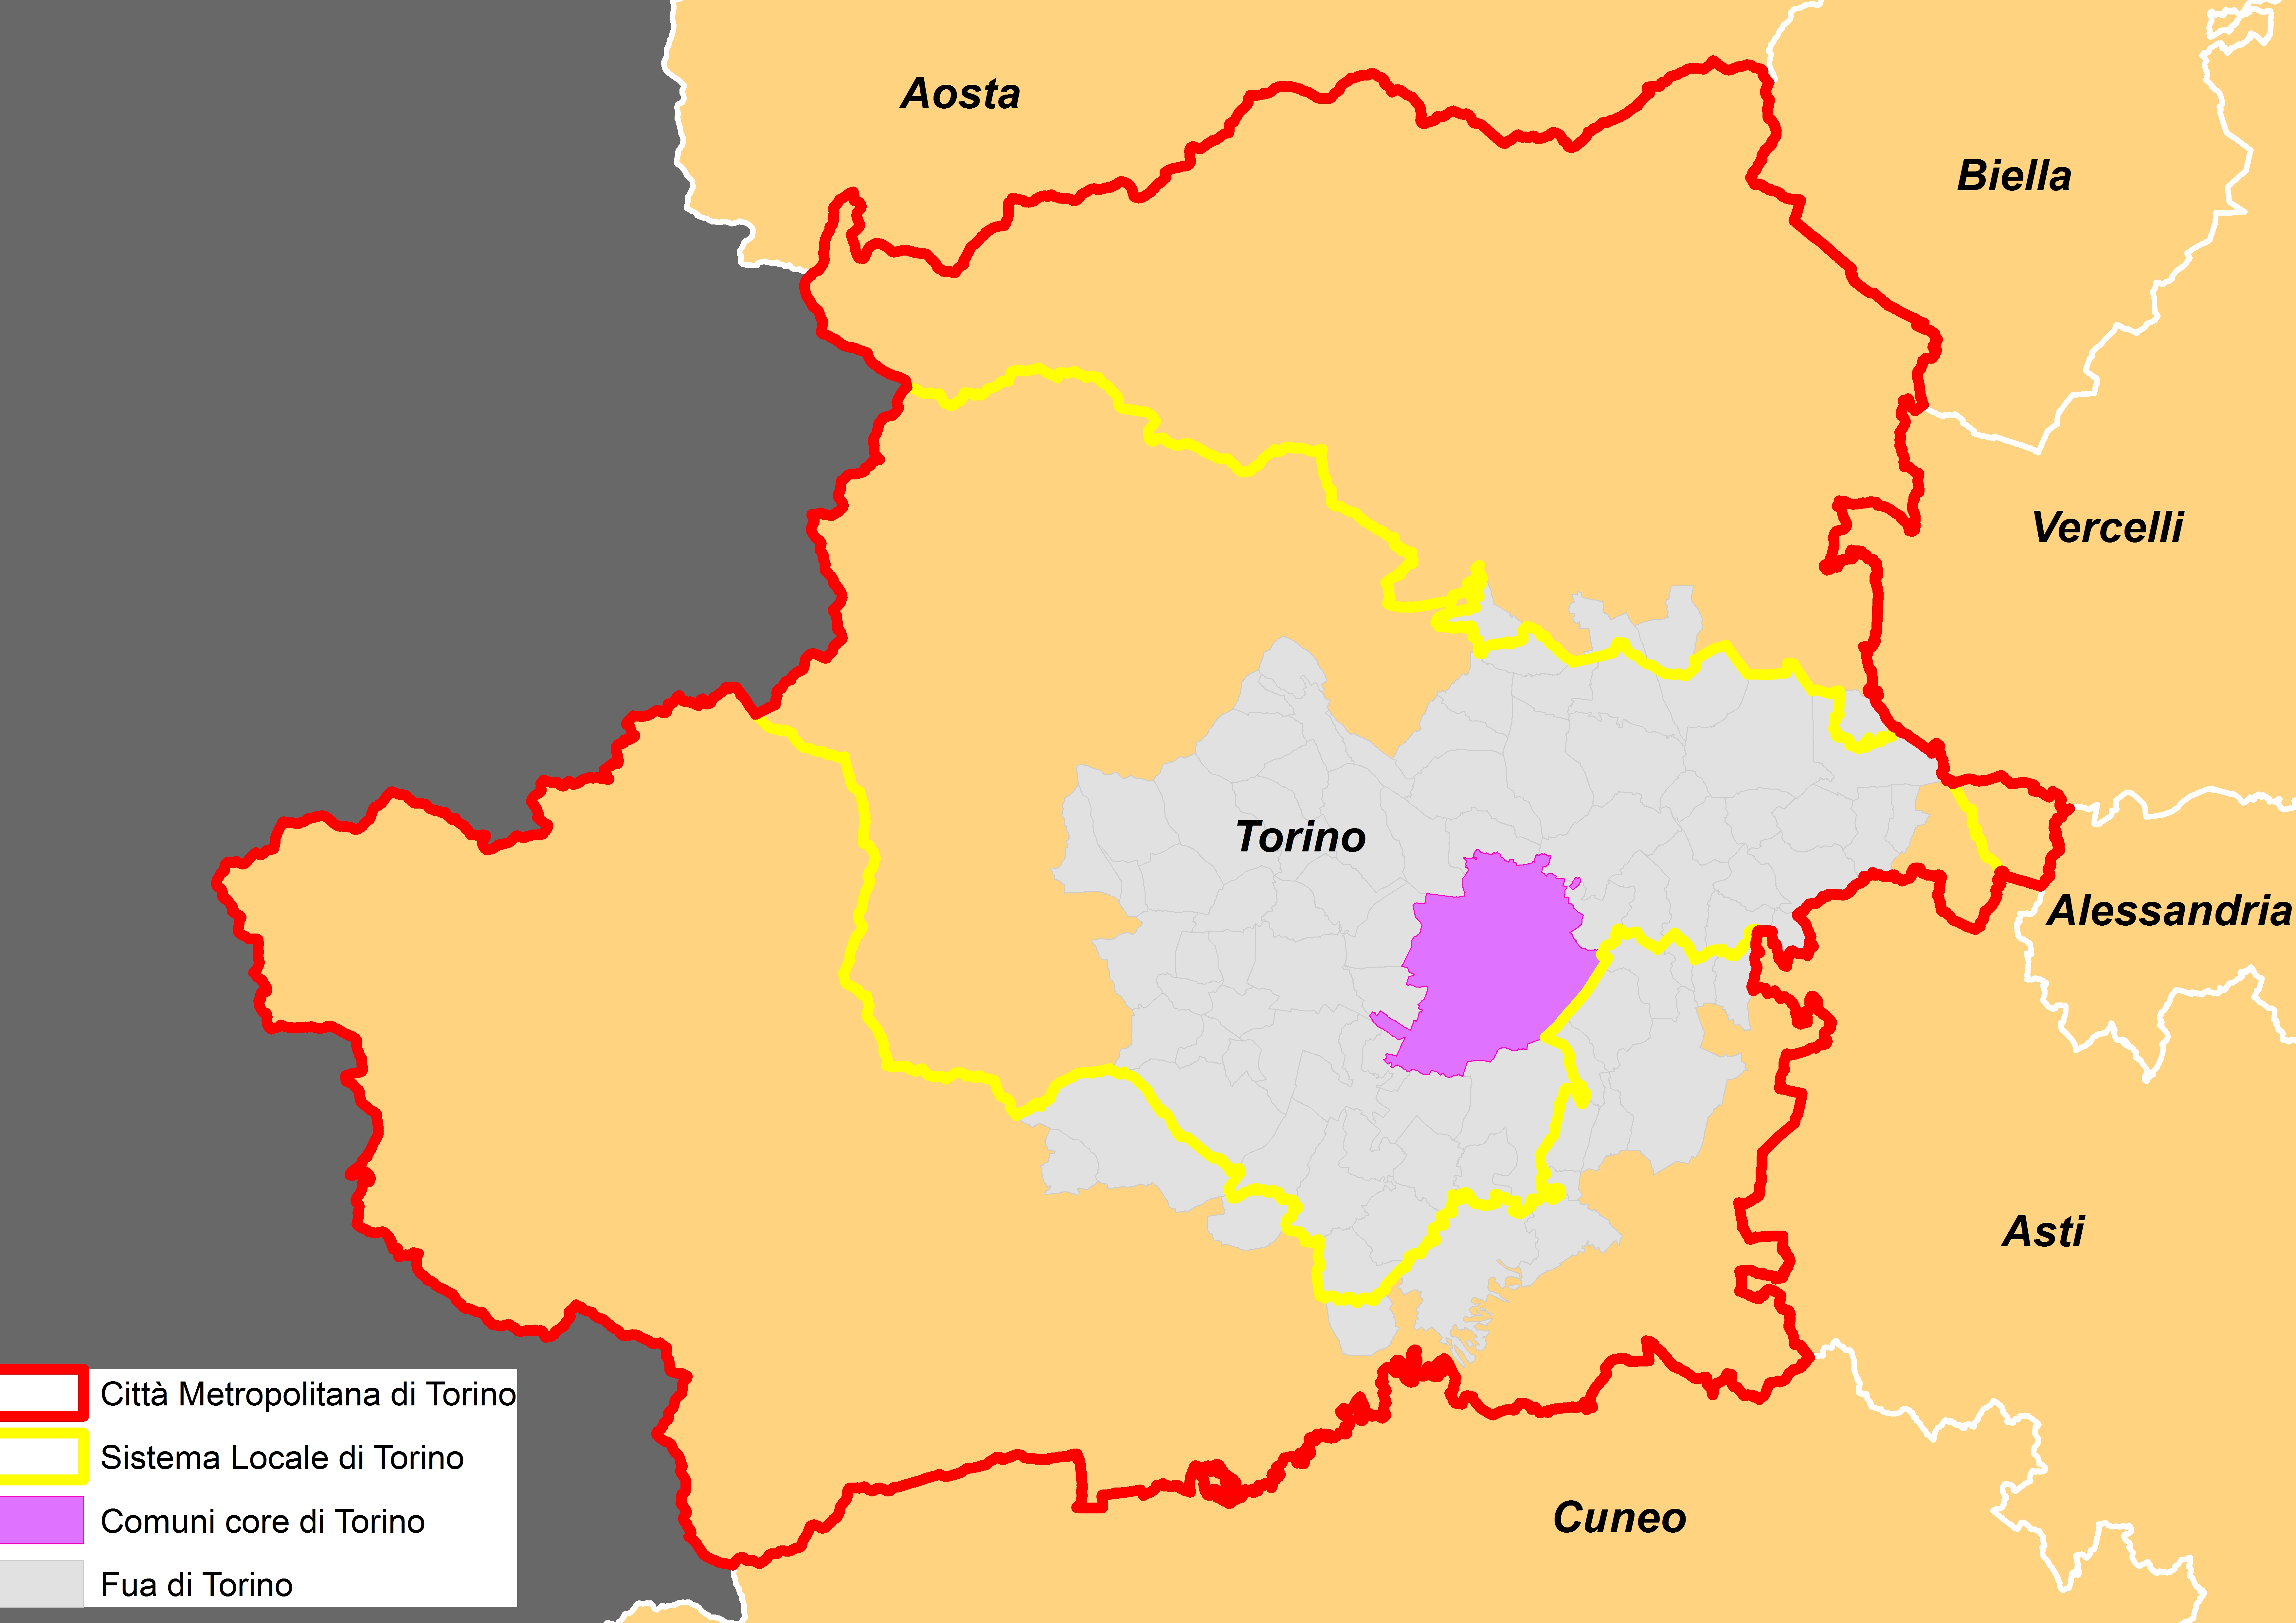 Aosta
Biella
Vercelli
Torino
Alessandria
Asti
Cuneo
Città Metropolitana di Torino
Sistema Locale di Torino
Comuni core di Torino
Fua di Torino